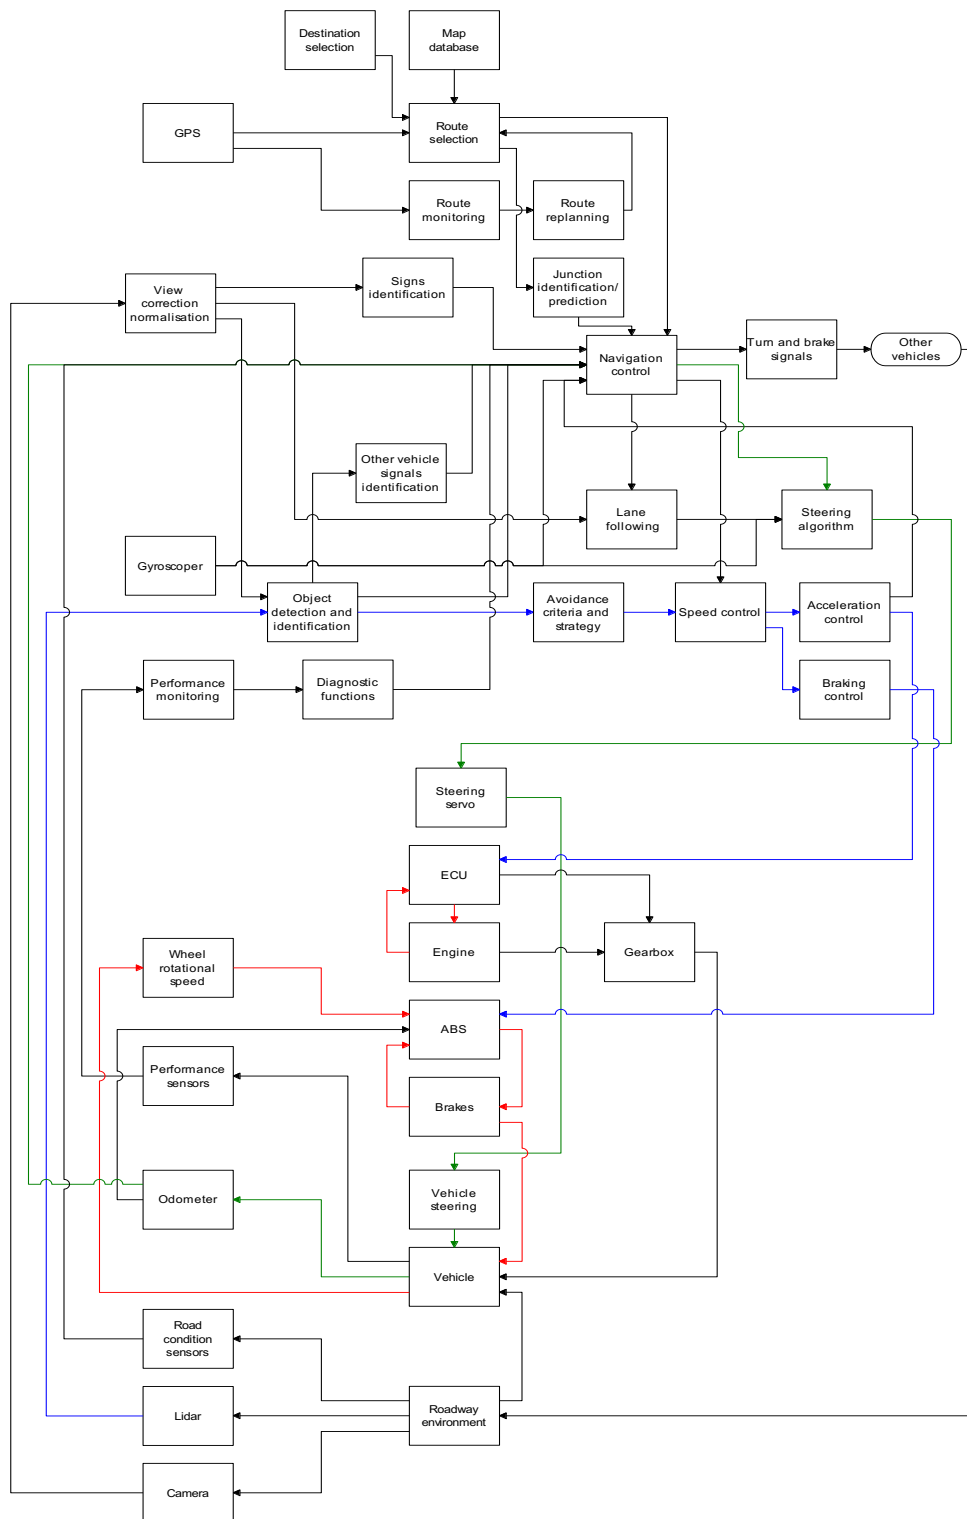 Destination
selection
Map
database
GPS
Route
selection
Route
monitoring
Route
replanning
View
correction
normalisation
Signs
identification
Junction
identification/
prediction
Navigation
control
Turn and brake
signals
Other
vehicles
Other vehicle
signals
identification
Lane
following
Steering
algorithm
Gyroscoper
Object
detection and
identification
Avoidance
criteria and
strategy
Speed control
Acceleration
control
Performance
monitoring
Diagnostic
functions
Braking
control
Steering
servo
ECU
Engine
Gearbox
Wheel
rotational
speed
ABS
Performance
sensors
Brakes
Odometer
Vehicle
steering
Vehicle
Road
condition
sensors
Lidar
Roadway
environment
Camera